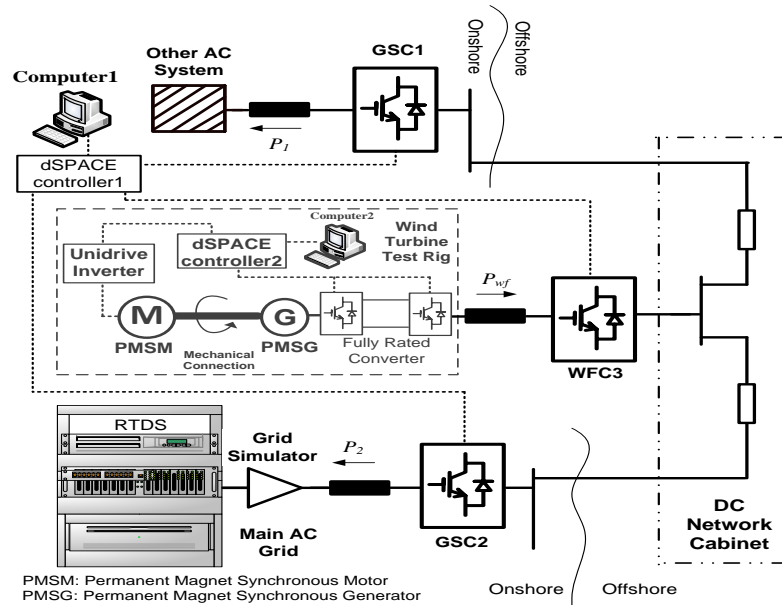 GSC1
Onshore
Offshore
Other AC
System
Computer1
P1
dSPACE
controller1
Computer2
Wind
Turbine
Test Rig
dSPACE
controller2
Unidrive
Inverter
Pwf
M
G
PMSM
Mechanical
Connection
PMSG
Fully Rated
Converter
WFC3
RTDS
Grid
Simulator
P2
Main AC
Grid
GSC2
DC
Network
Cabinet
Onshore
Offshore
PMSM: Permanent Magnet Synchronous Motor
PMSG: Permanent Magnet Synchronous Generator